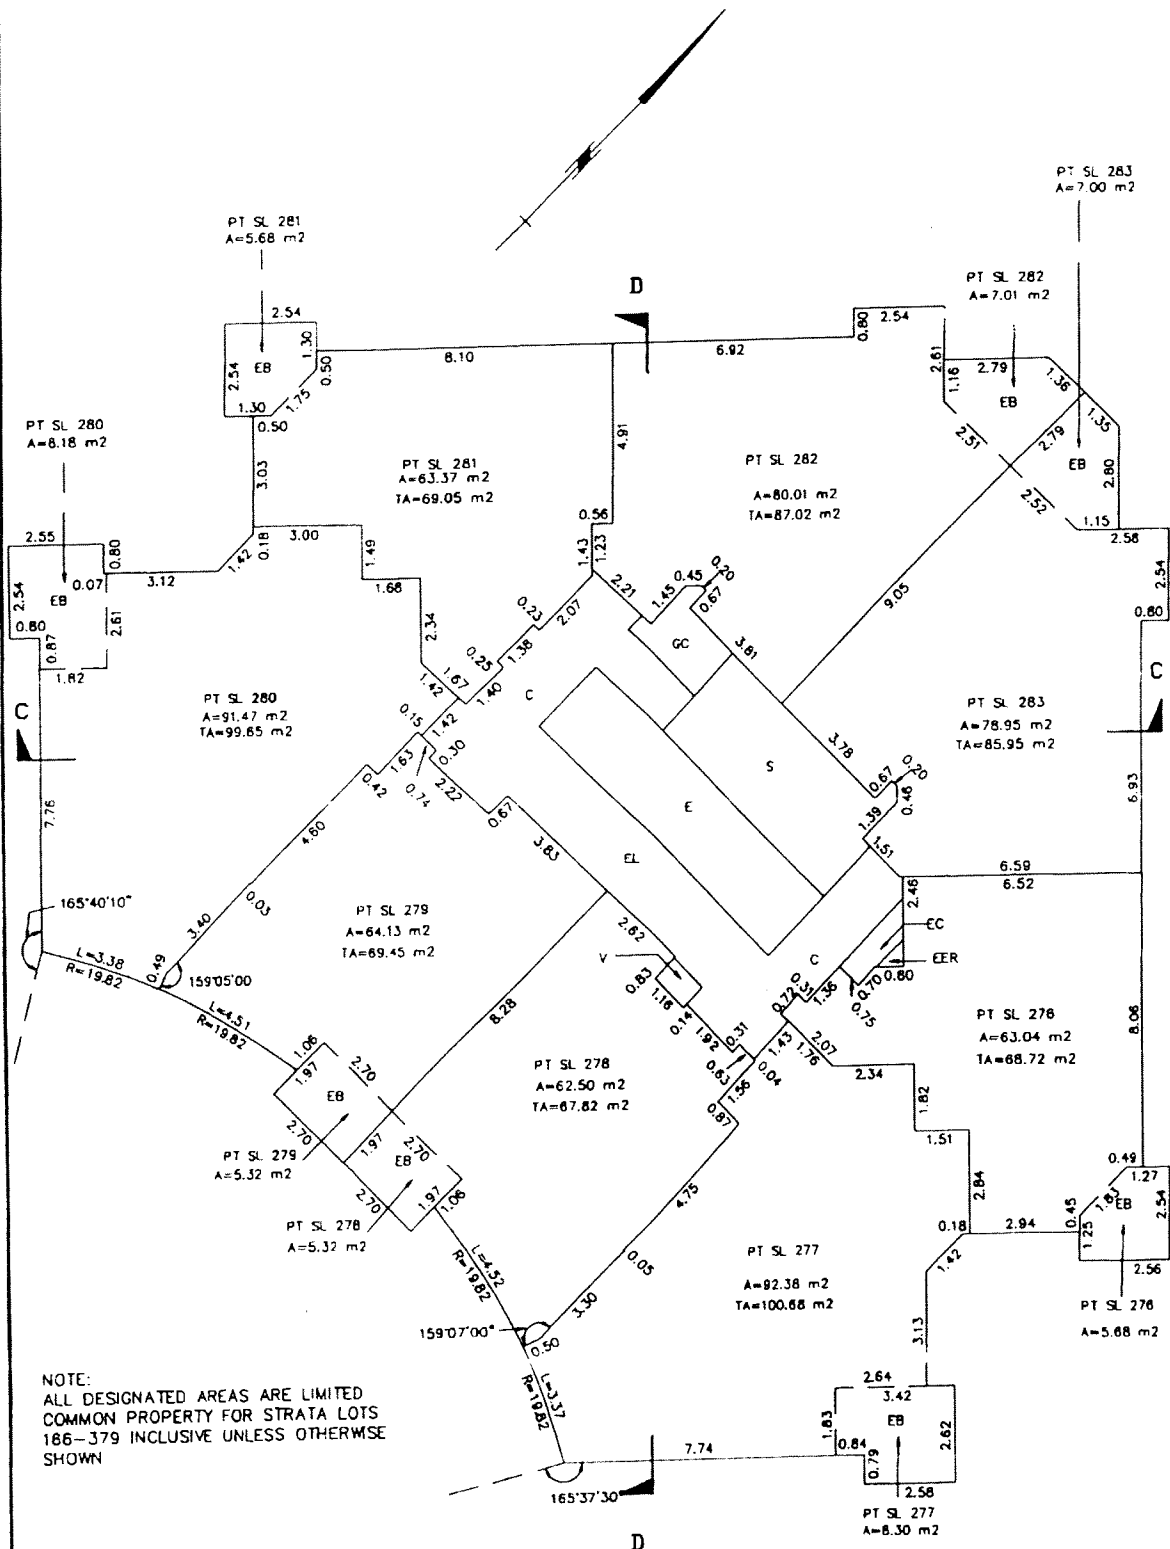 PT SL 283
A=7.00 m2
PT SL 281
A=5.68 m2
PT SL 282
A=7.01 m2
D
2.54
1.30
0.50
EB
2.54
1.75
1.30
0.50
8.10
6.92
0.80
2.54
2.61
1.16
2.79
1.36
EB
2.51
2.79
1.35
EB
2.80
2.52
1.15
2.58
2.54
0.80
PT SL 280
A=8.18 m2
PT SL 281
A=63.37 m2
TA=69.05 m2
4.91
PT SL 282
A=80.01 m2
TA=87.02 m2
3.03
0.56
1.43
1.23
2.55
0.80
0.07
EB
2.54
0.80
0.87
2.61
1.82
3.12
1.42
0.18
3.00
1.49
1.68
2.34
2.21
1.45
0.45
0.20
0.67
9.05
0.23
2.07
1.38
0.25
1.67
1.42
1.40
C
GC
3.81
C
C
PT SL 280
A=91.47 m2
TA=99.65 m2
PT SL 283
A=78.95 m2
TA=85.95 m2
0.15
1.42
0.30
1.63
0.42
0.74
2.22
0.67
S
3.78
0.67
0.20
0.46
1.39
6.93
7.76
4.60
E
3.83
EL
1.51
6.59
6.52
2.46
165°40'10"
3.40
0.03
PT SL 279
A=64.13 m2
TA=69.45 m2
2.62
EC
EER
V
C
0.83
1.16
0.14
L=3.38
R=19.82
0.49
159°05'00
0.31
0.72
1.36
0.70
0.80
0.75
L=4.51
R=19.82
8.28
1.92
0.31
0.63
0.04
1.43
2.07
1.76
2.34
PT SL 276
A=63.04 m2
TA=68.72 m2
8.06
1.06
1.97
2.70
EB
PT SL 278
A=62.50 m2
TA=67.82 m2
1.56
0.87
1.82
1.51
2.70
1.97
2.70
EB
PT SL 279
A=5.32 m2
2.70
1.97
1.06
4.75
2.84
0.49
1.27
1.83
EB
2.54
0.45
1.25
2.56
PT SL 278
A=5.32 m2
0.18
2.94
1.42
PT SL 277
A=92.38 m2
TA=100.68 m2
0.05
L=4.52
R=19.82
3.30
PT SL 276
A=5.68 m2
159°07'00"
0.50
3.13
L=3.37
R=19.82
2.64
3.42
EB
1.83
0.84
0.79
2.62
2.58
7.74
NOTE:
ALL DESIGNATED AREAS ARE LIMITED
COMMON PROPERTY FOR STRATA LOTS
186-379 INCLUSIVE UNLESS OTHERWISE
SHOWN
165°37'30"
PT SL 277
A=8.30 m2
D